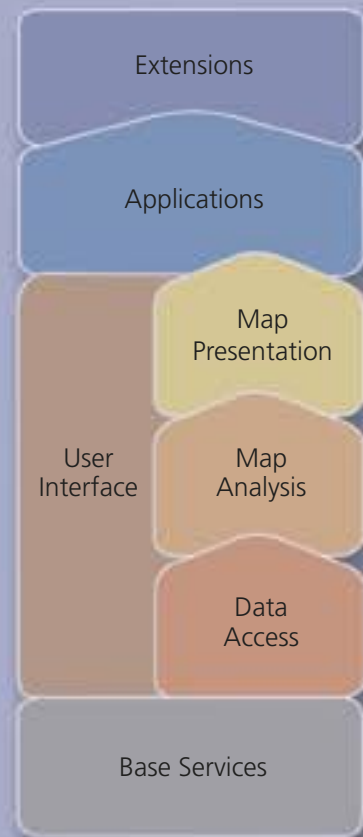 Extensions
Applications
Map
Presentation
User
Interface
Map
Analysis
Data
Access
Base Services